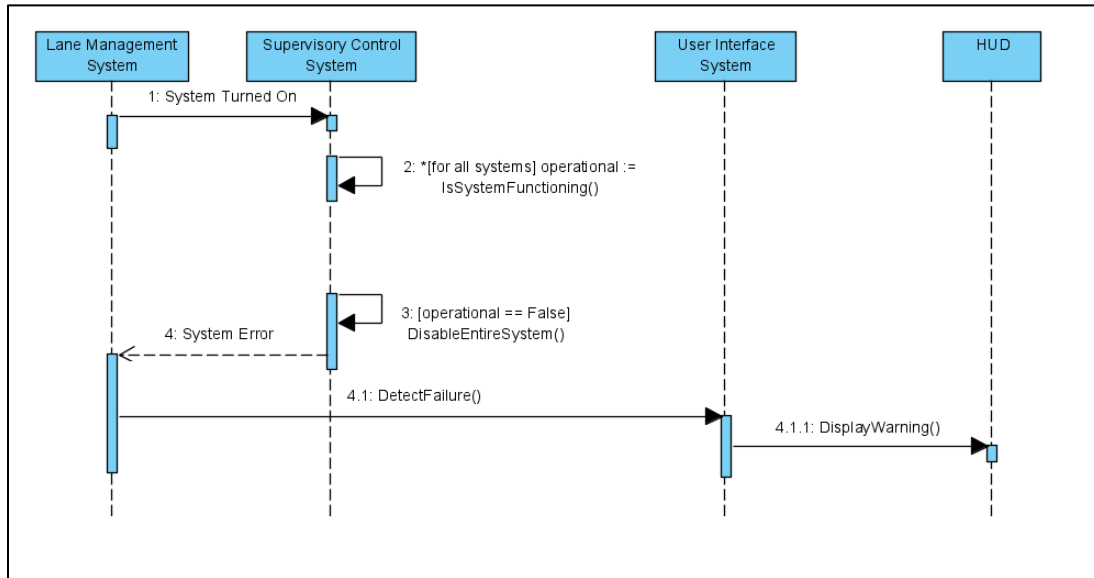 Lane Management
System
Supervisory Control
System
User Interface
System
HUD
1: System Turned On
2: *[for all systems] operational :=
IsSystemFunctioning()
3: [operational == False]
DisableEntireSystem()
4: System Error
4.1: DetectFailure()
4.1.1: DisplayWarning()